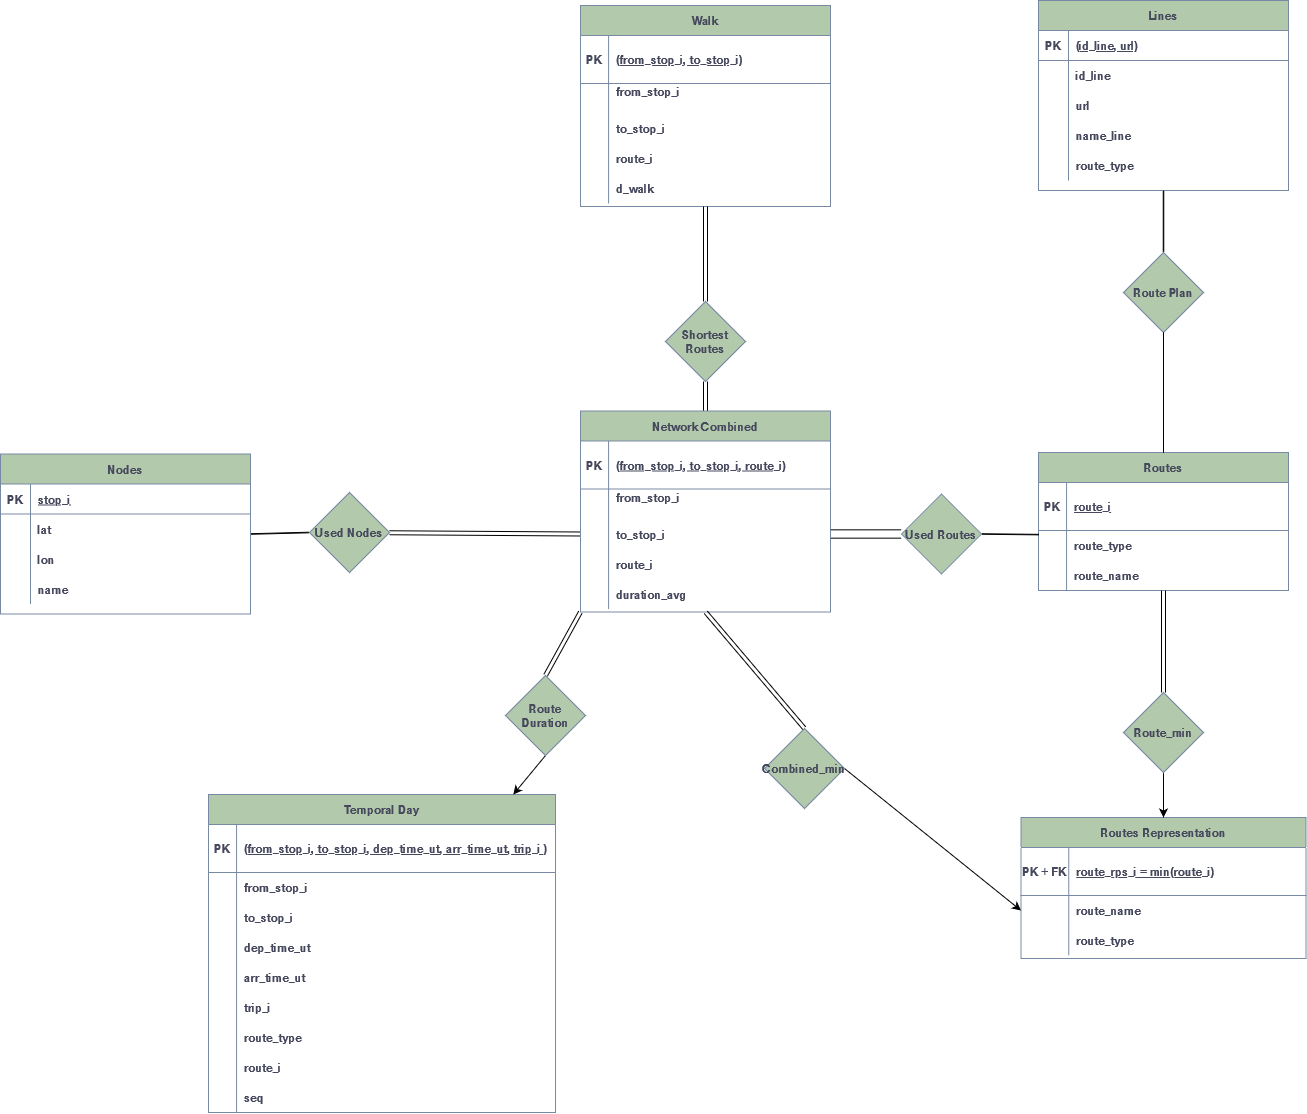 Walk
PK (from_stop_i, to_stop_i)
from_stop_i
to_stop_i
route_i
d_walk
Lines
PK (id_line, url)
id_line
url
name_line
route_type
Route Plan
Shortest
Routes
Network Combined
PK (from_stop_i, to_stop_i, route_i)
from_stop_i
to_stop_i
route_i
duration_avg
Nodes
PK stop_i
lat
lon
name
Used Nodes
Used Routes
Routes
PK route_i
route_type
route_name
Route
Duration
Combined_min
Route_min
Temporal Day
PK (from_stop_i, to_stop_i, dep_time_ut, arr_time_ut, trip_i )
from_stop_i
to_stop_i
dep_time_ut
arr_time_ut
trip_i
route_type
route_i
seq
Routes Representation
PK + FK route_rps_i = min(route_i)
route_name
route_type